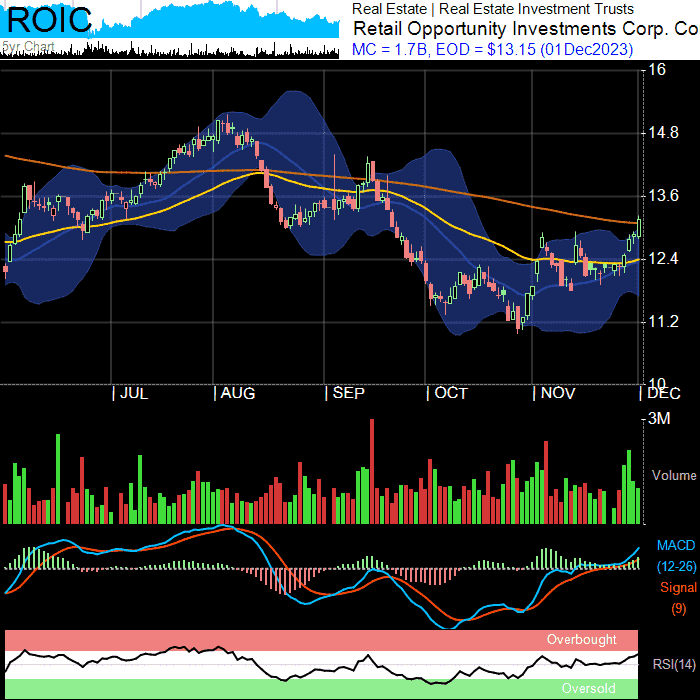 ROIC
5yr Chart
Real Estate | Real Estate Investment Trusts
Retail Opportunity Investments Corp. Co
MC = 1.7B, EOD = $13.15 (01Dec2023)
16
14.8
13.6
12.4
11.2
10
JUL AUG SEP OCT NOV DEC
3M
Volume
MACD
(12-26)
Signal
(9)
Overbought
RSI(14)
Oversold